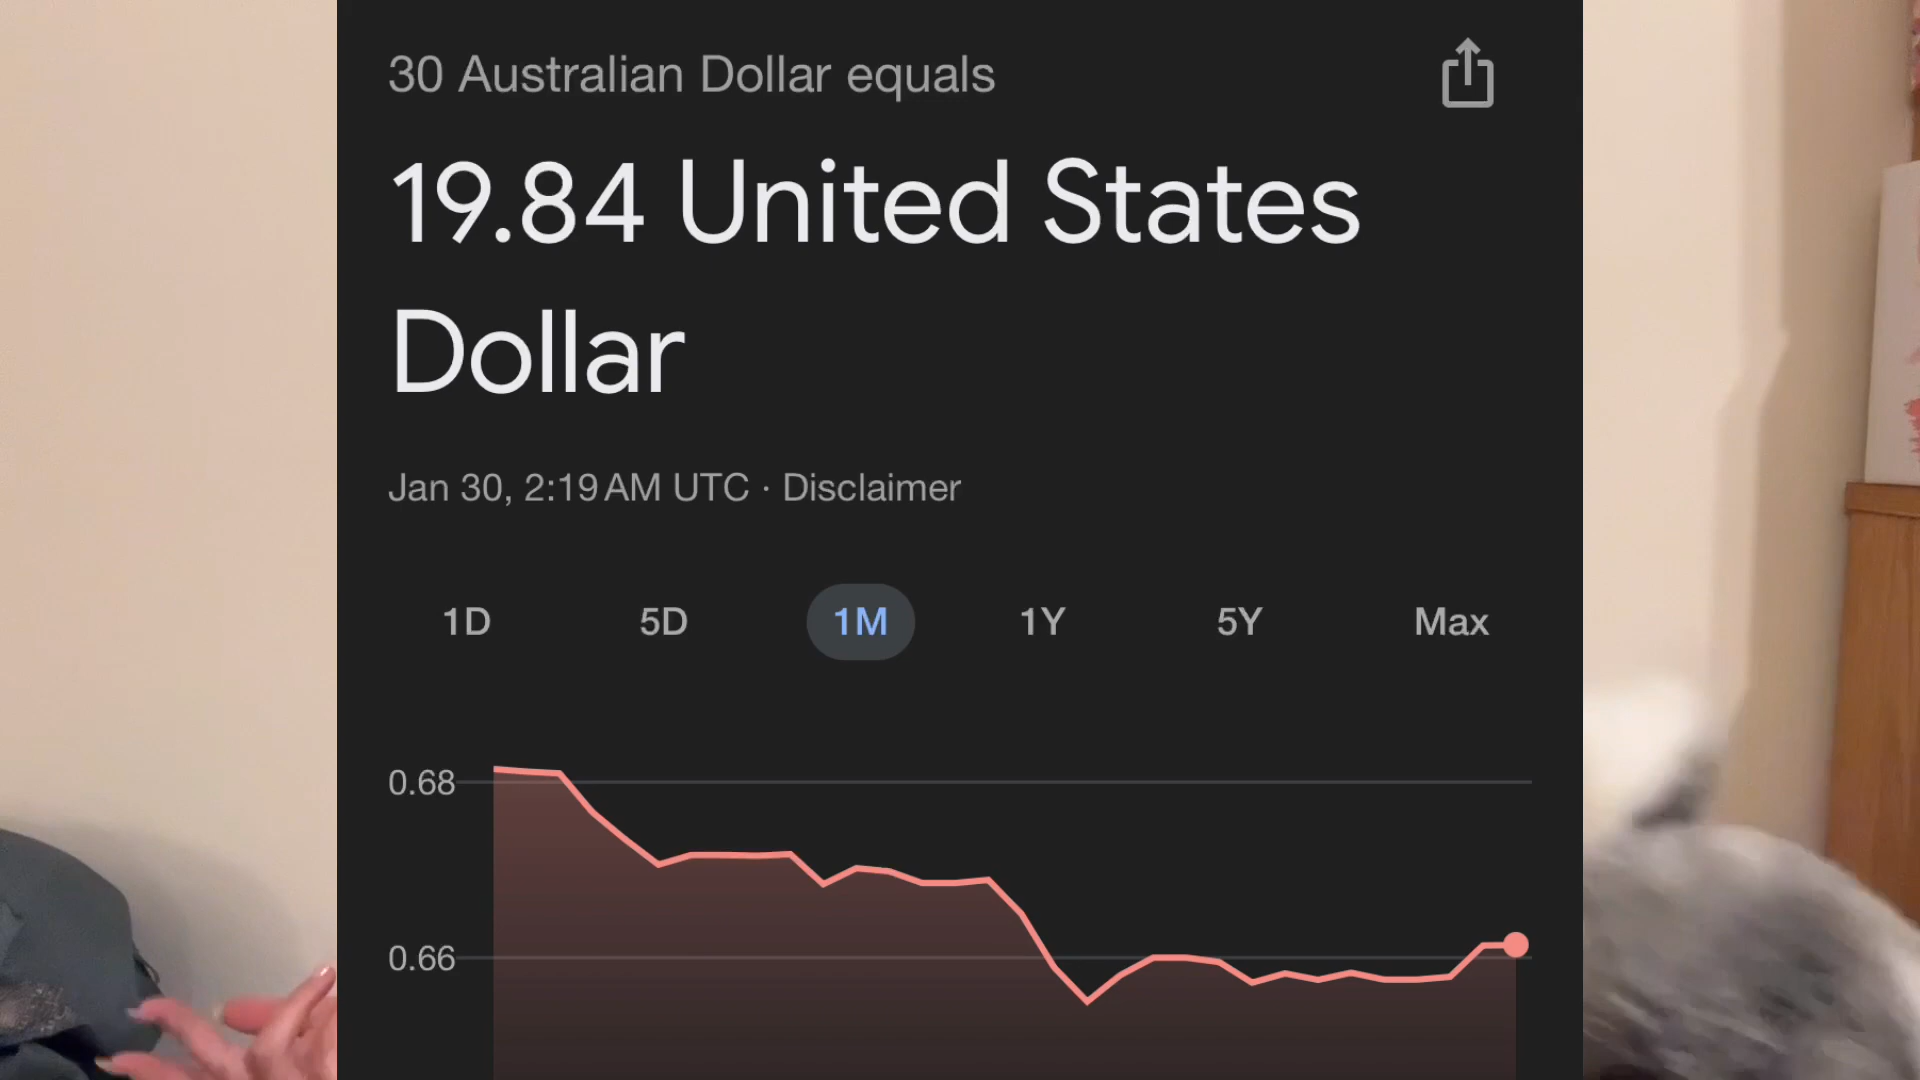 30 Australian Dollar equals
19.84 United States
Dollar
Jan 30, 2:19 AM UTC · Disclaimer
1D 5D 1M 1Y 5Y Max
0.68
0.66